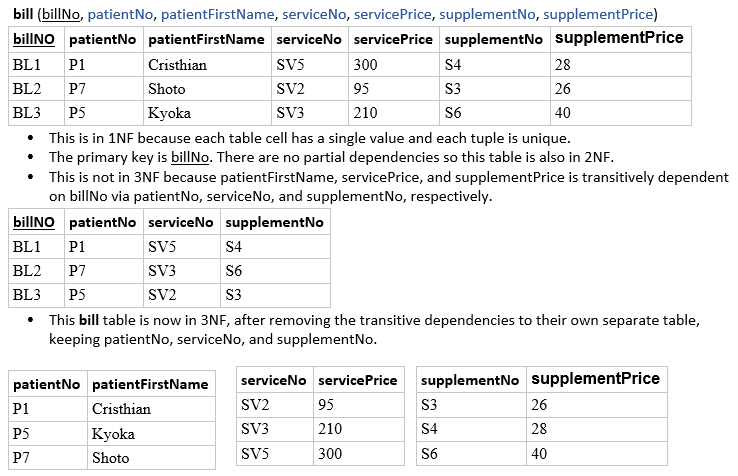 bill (billNo, patientNo, patientFirstName, serviceNo, servicePrice, supplementNo, supplementPrice)
billNO patientNo patientFirstName serviceNo servicePrice supplementNo supplementPrice
BL1 P1 Cristhian SV5 300 S4 28
BL2 P7 Shoto SV2 95 S3 26
BL3 P5 Kyoka SV3 210 S6 40
• This is in 1NF because each table cell has a single value and each tuple is unique.
• The primary key is billNo. There are no partial dependencies so this table is also in 2NF.
• This is not in 3NF because patientFirstName, servicePrice, and supplementPrice is transitively dependent
on billNo via patientNo, serviceNo, and supplementNo, respectively.
billNO patientNo serviceNo supplementNo
BL1 P1 SV5 S4
BL2 P7 SV3 S6
BL3 P5 SV2 S3
• This bill table is now in 3NF, after removing the transitive dependencies to their own separate table,
keeping patientNo, serviceNo, and supplementNo.
patientNo patientFirstName
P1 Cristhian
P5 Kyoka
P7 Shoto
serviceNo servicePrice
SV2 95
SV3 210
SV5 300
supplementNo supplementPrice
S3 26
S4 28
S6 40